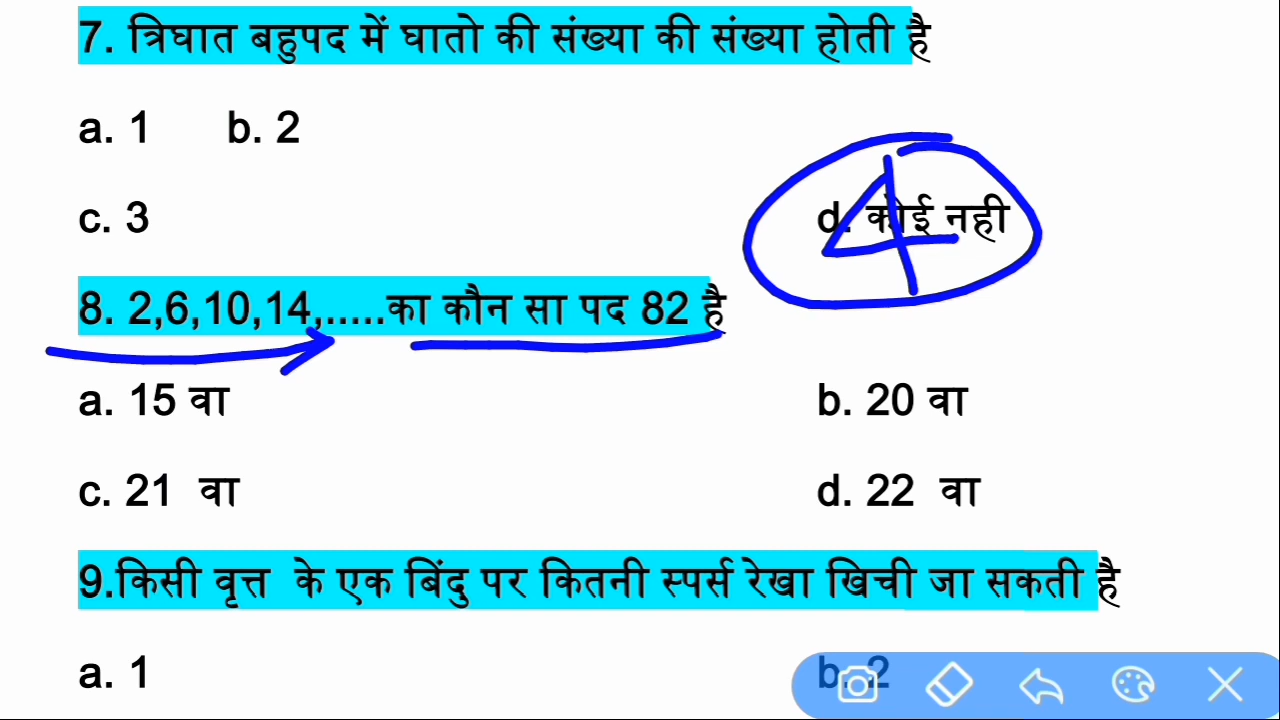 7. त्रिघात बहुपद में घातो की संख्या की संख्या होती है
a. 1 b. 2
4
c. 3 d. कोई नही
8. 2,6,10,14,.....का कौन सा पद 82 है
a. 15 वा b. 20 वा
c. 21 वा d. 22 वा
9.किसी वृत्त के एक बिंदु पर कितनी स्पर्स रेखा खिची जा सकती है
a. 1 b. 2